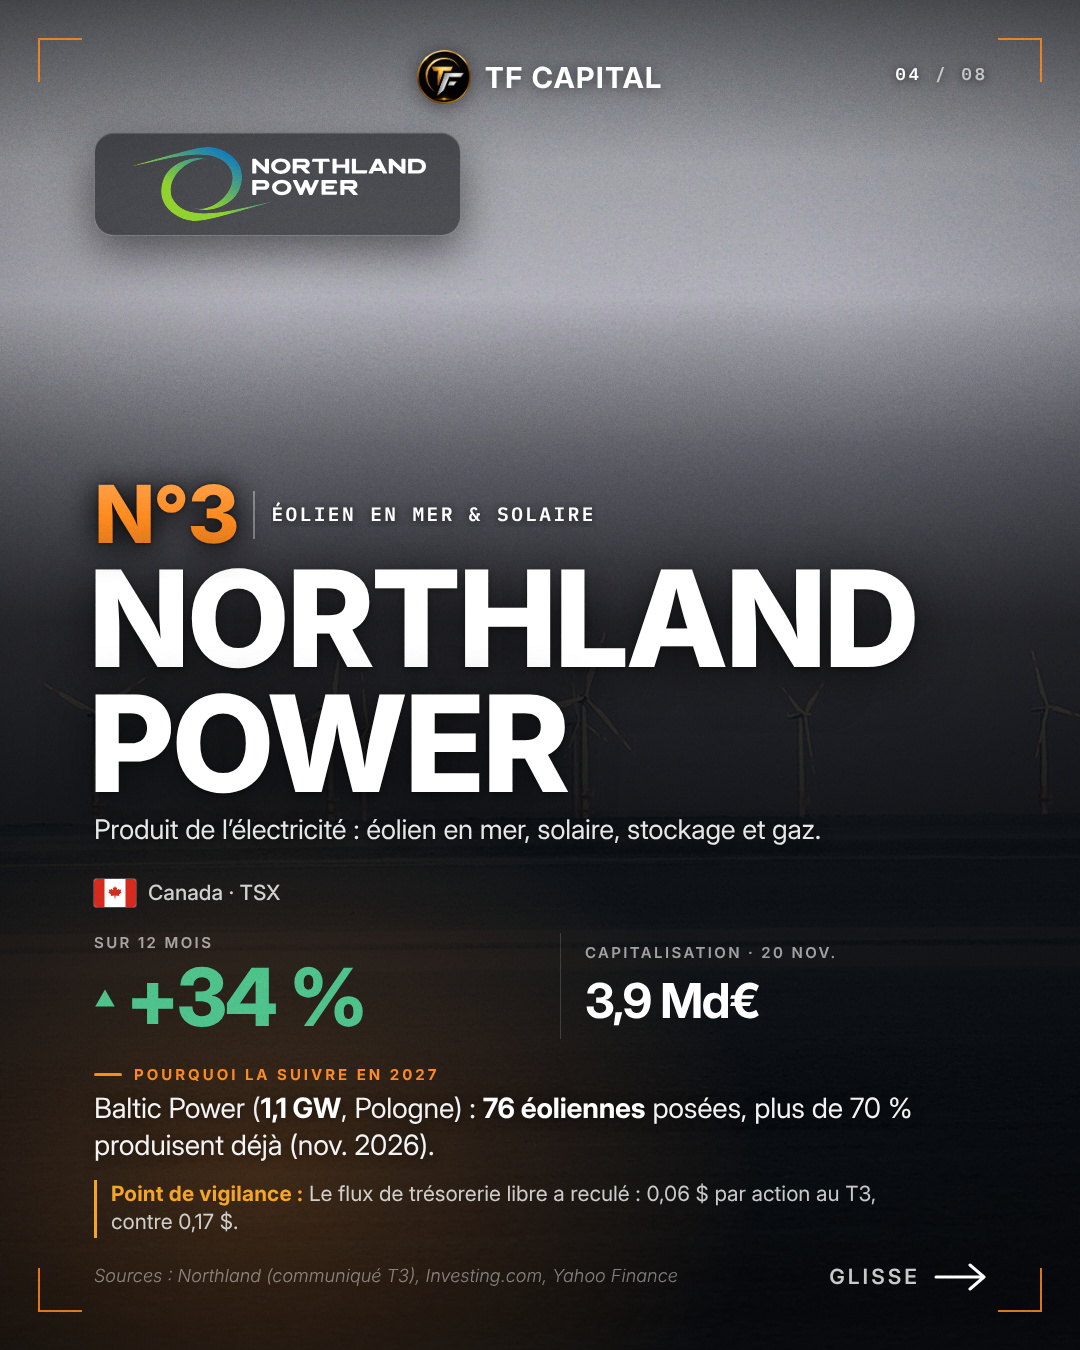 TF CAPITAL
04 / 08
NORTHLAND
POWER
N°3
ÉOLIEN EN MER & SOLAIRE
NORTHLAND
POWER
Produit de l’électricité : éolien en mer, solaire, stockage et gaz.
Canada · TSX
SUR 12 MOIS
▲ +34 %
CAPITALISATION · 20 NOV.
3,9 Md€
POURQUOI LA SUIVRE EN 2027
Baltic Power (1,1 GW, Pologne) : 76 éoliennes posées, plus de 70 %
produisent déjà (nov. 2026).
Point de vigilance : Le flux de trésorerie libre a reculé : 0,06 $ par action au T3,
contre 0,17 $.
Sources : Northland (communiqué T3), Investing.com, Yahoo Finance
GLISSE →